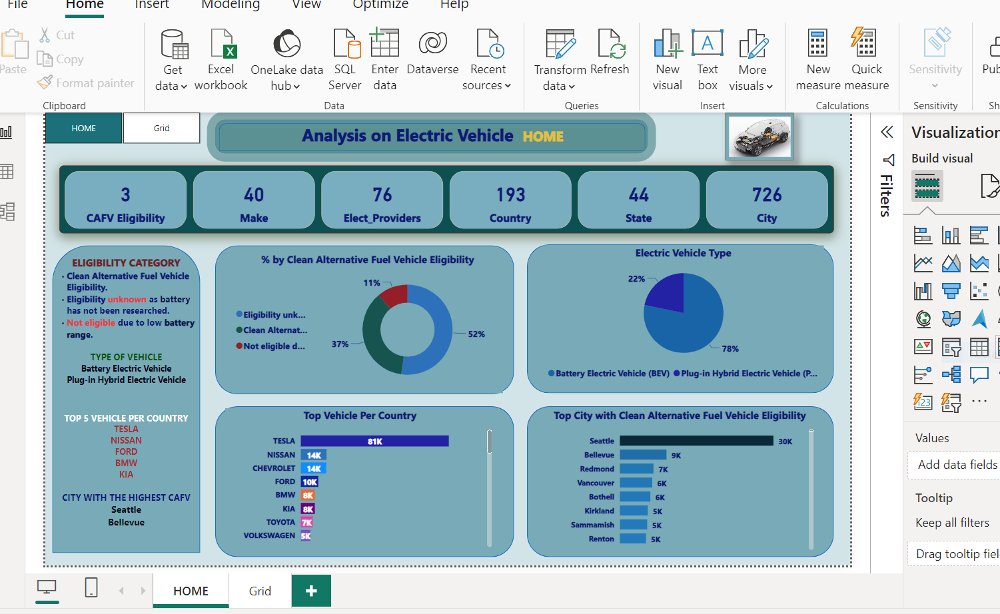 File
Home
Insert
Modeling
View
Optimize
Help
Paste
Cut
Copy
Format painter
Clipboard
Get data
Excel workbook
OneLake data hub
SQL Server
Enter data
Dataverse
Recent sources
Data
Transform data
Refresh
Queries
New visual
Text box
More visuals
Insert
New measure
Quick measure
Calculations
Sensitivity
Sensitivity
HOME
Grid
Analysis on Electric Vehicle HOME
3
CAFV Eligibility
40
Make
76
Elect_Providers
193
Country
44
State
726
City
ELIGIBILITY CATEGORY
· Clean Alternative Fuel Vehicle
Eligibility.
· Eligibility unknown as battery
has not been researched.
· Not eligible due to low battery
range.
TYPE OF VEHICLE
Battery Electric Vehicle
Plug-in Hybrid Electric Vehicle
TOP 5 VEHICLE PER COUNTRY
TESLA
NISSAN
FORD
BMW
KIA
CITY WITH THE HIGHEST CAFV
Seattle
Bellevue
% by Clean Alternative Fuel Vehicle Eligibility
11%
37%
52%
Eligibility unk...
Clean Alternat...
Not eligible d...
Electric Vehicle Type
22%
78%
Battery Electric Vehicle (BEV)
Plug-in Hybrid Electric Vehicle (P...
Top Vehicle Per Country
TESLA 81K
NISSAN 14K
CHEVROLET 14K
FORD 10K
BMW 8K
KIA 8K
TOYOTA 7K
VOLKSWAGEN 5K
Top City with Clean Alternative Fuel Vehicle Eligibility
Seattle 30K
Bellevue 9K
Redmond 7K
Vancouver 6K
Bothell 6K
Kirkland 5K
Sammamish 5K
Renton 5K
Filters
Visualization
Build visual
123
Values
Add data fields
Tooltip
Keep all filters
Drag tooltip fiel
HOME
Grid